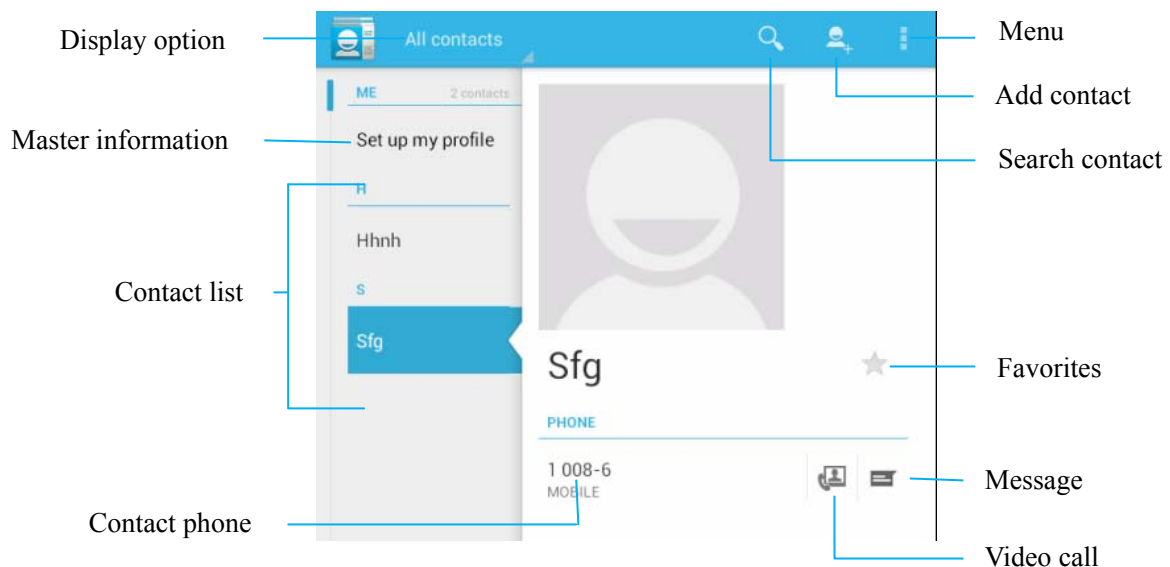 Display option
All contacts
Menu
ME 2 contacts
Add contact
Master information
Set up my profile
Search contact
H
Hhnh
Contact list
S
Sfg
Sfg
Favorites
PHONE
1 008-6
MOBILE
Message
Contact phone
Video call